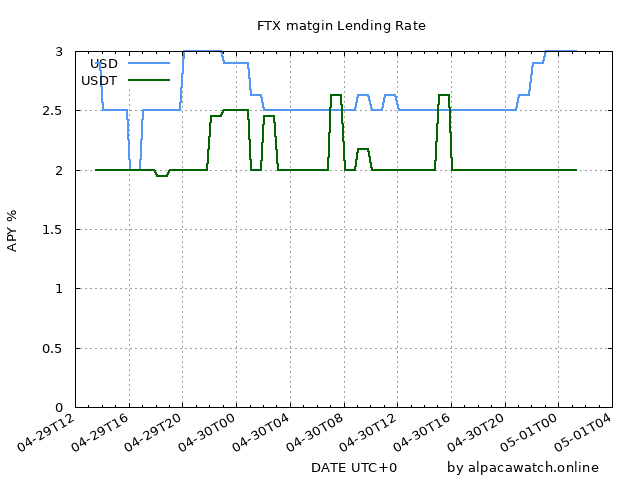 FTX matgin Lending Rate
USD
USDT
3
2.5
2
1.5
1
0.5
0
APY %
04-29T12
04-29T16
04-29T20
04-30T00
04-30T04
04-30T08
04-30T12
04-30T16
04-30T20
05-01T00
05-01T04
DATE UTC+0
by alpacawatch.online